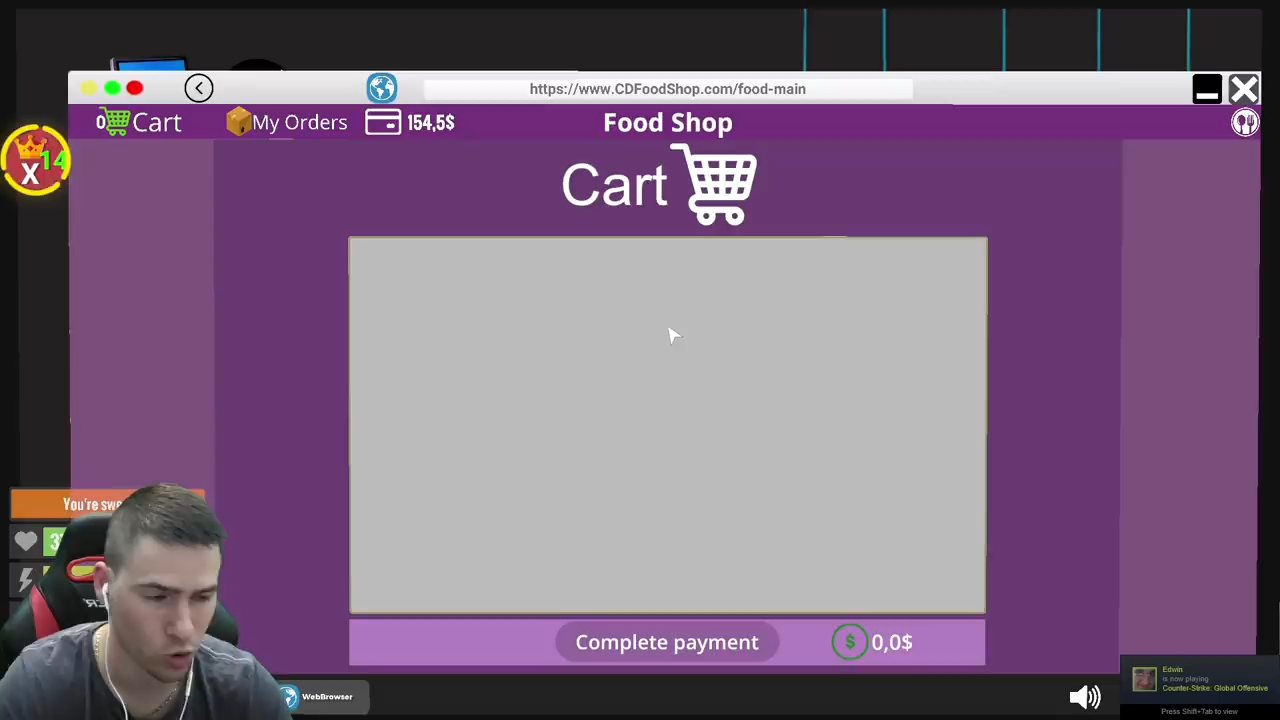 https://www.CDFoodShop.com/food-main
0 Cart
My Orders
154,5$
Food Shop
14
X
Cart
You're
Complete payment
$ 0,0$
WebBrowser
Edwin
is now playing
Counter-Strike: Global Offensive
Press Shift+Tab to view